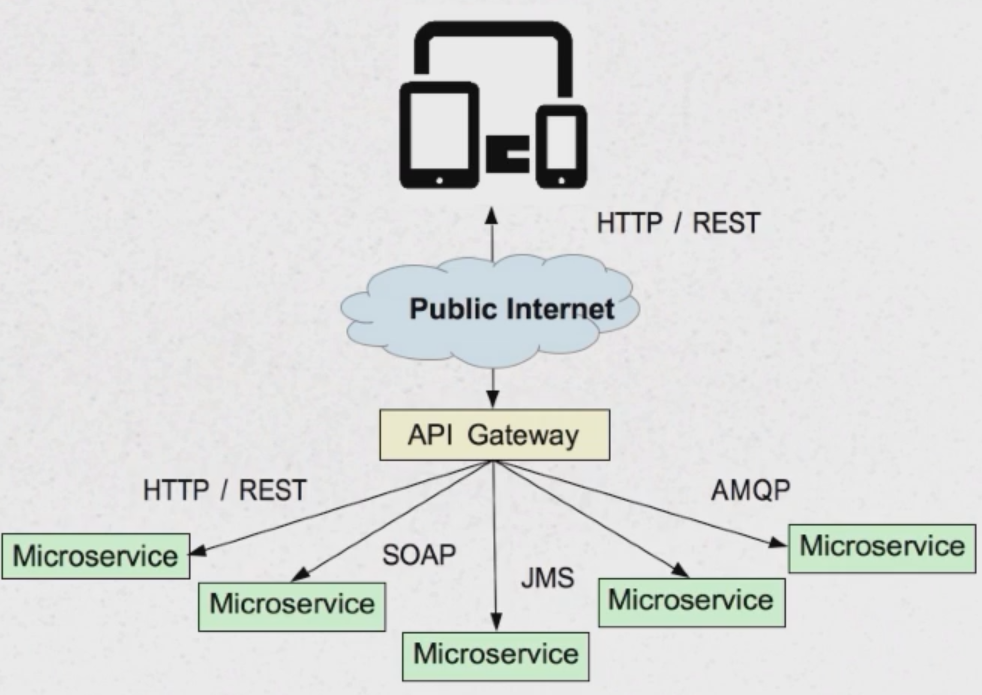 HTTP / REST
Public Internet
API Gateway
HTTP / REST
AMQP
SOAP
JMS
Microservice
Microservice
Microservice
Microservice
Microservice